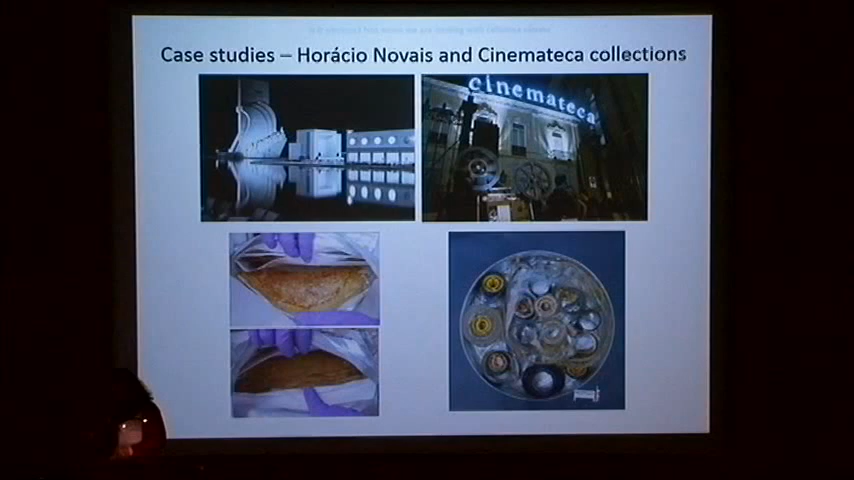 Case studies – Horácio Novais and Cinemateca collections
cinemateca